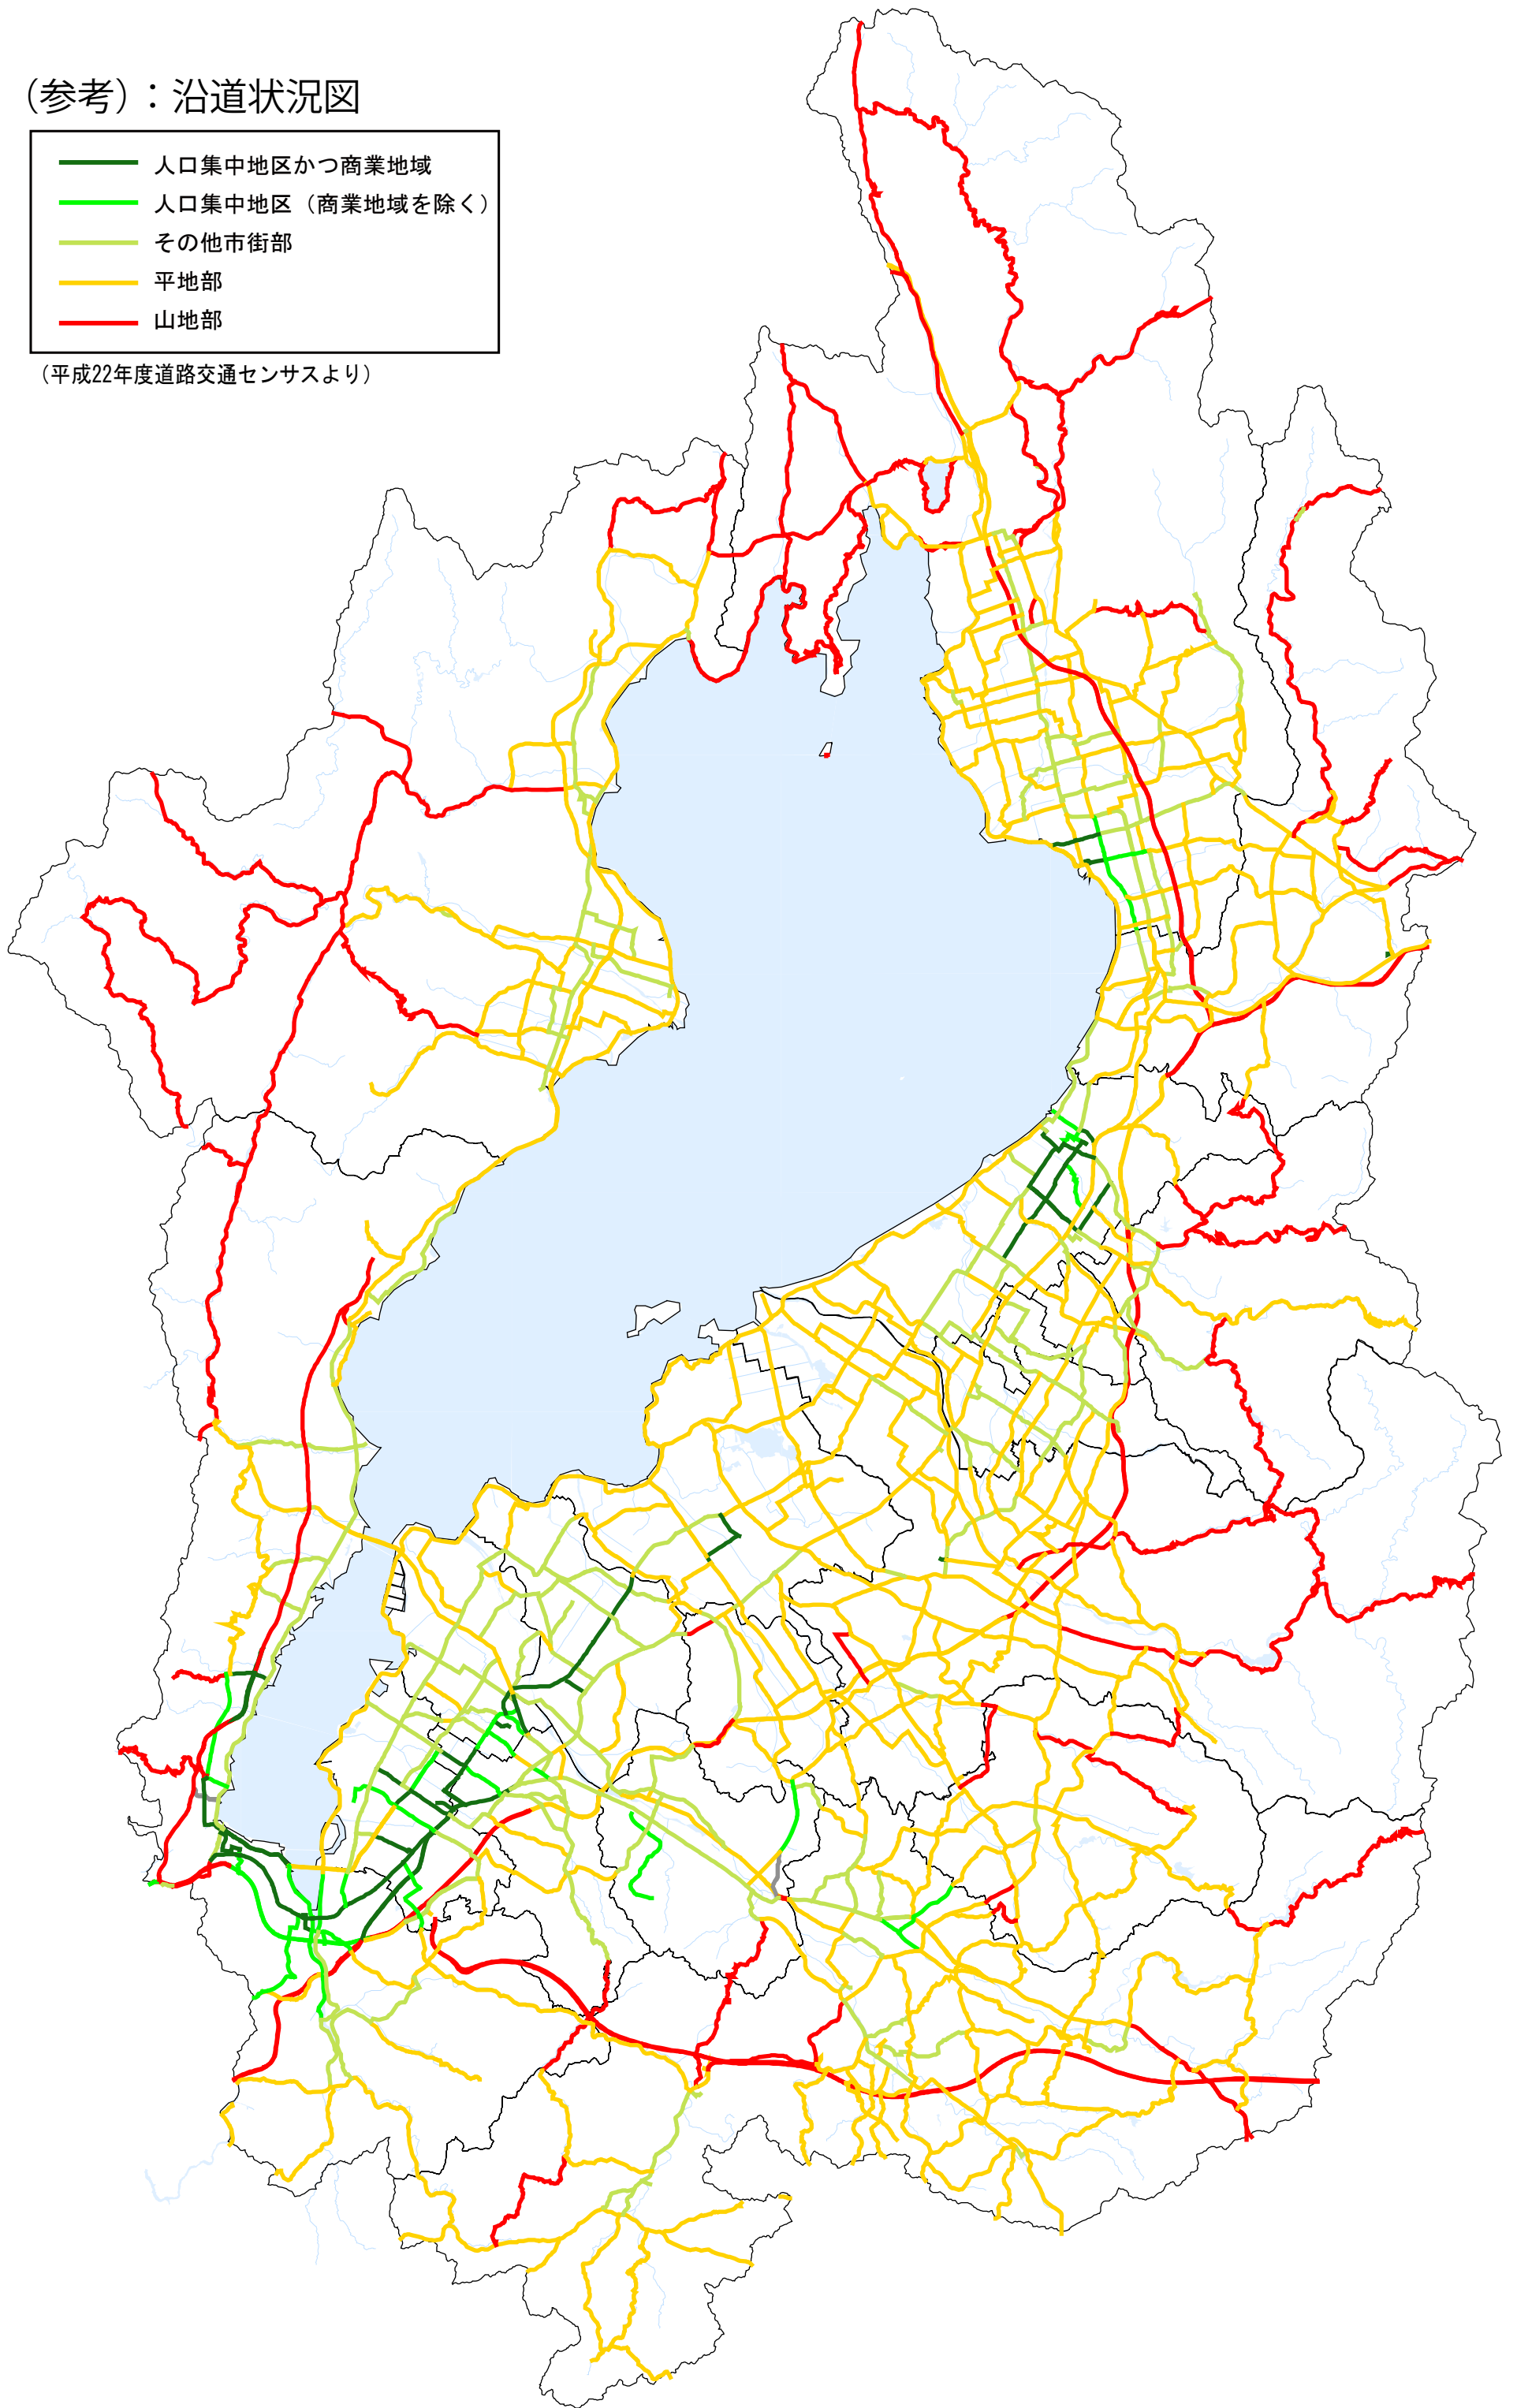 （参考）：沿道状況図
人口集中地区かつ商業地域
人口集中地区（商業地域を除く）
その他市街部
平地部
山地部
（平成22年度道路交通センサスより）